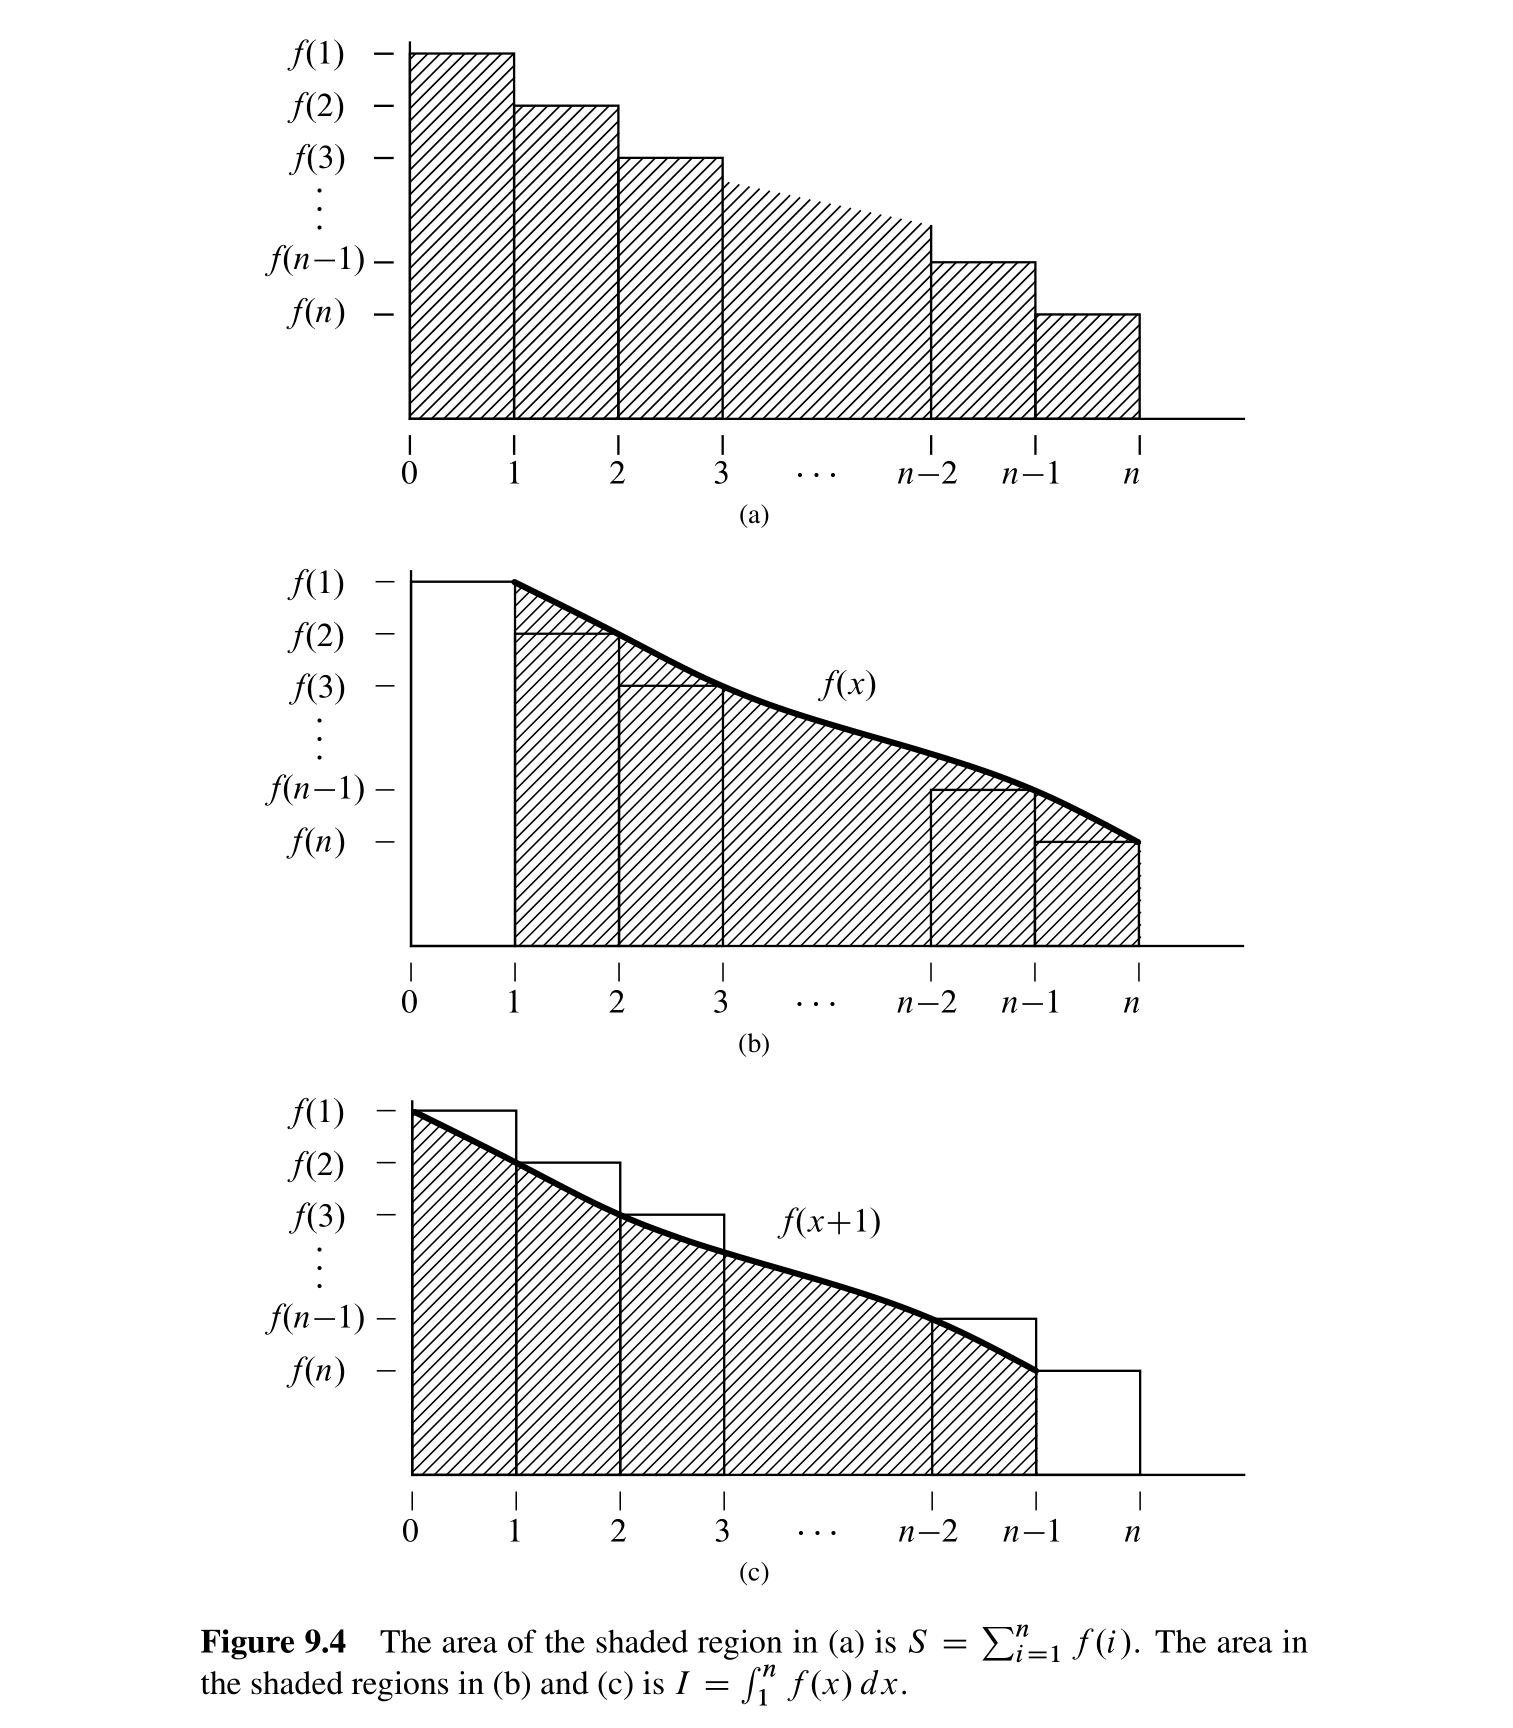 f(1)
f(2)
f(3)
⋮
f(n−1)
f(n)
0 1 2 3 ··· n−2 n−1 n
(a)
f(1)
f(2)
f(3)
f(x)
⋮
f(n−1)
f(n)
0 1 2 3 ··· n−2 n−1 n
(b)
f(1)
f(2)
f(3)
f(x+1)
⋮
f(n−1)
f(n)
0 1 2 3 ··· n−2 n−1 n
(c)
Figure 9.4 The area of the shaded region in (a) is S = ∑ⁿᵢ₌₁ f(i). The area in
the shaded regions in (b) and (c) is I = ∫₁ⁿ f(x) dx.